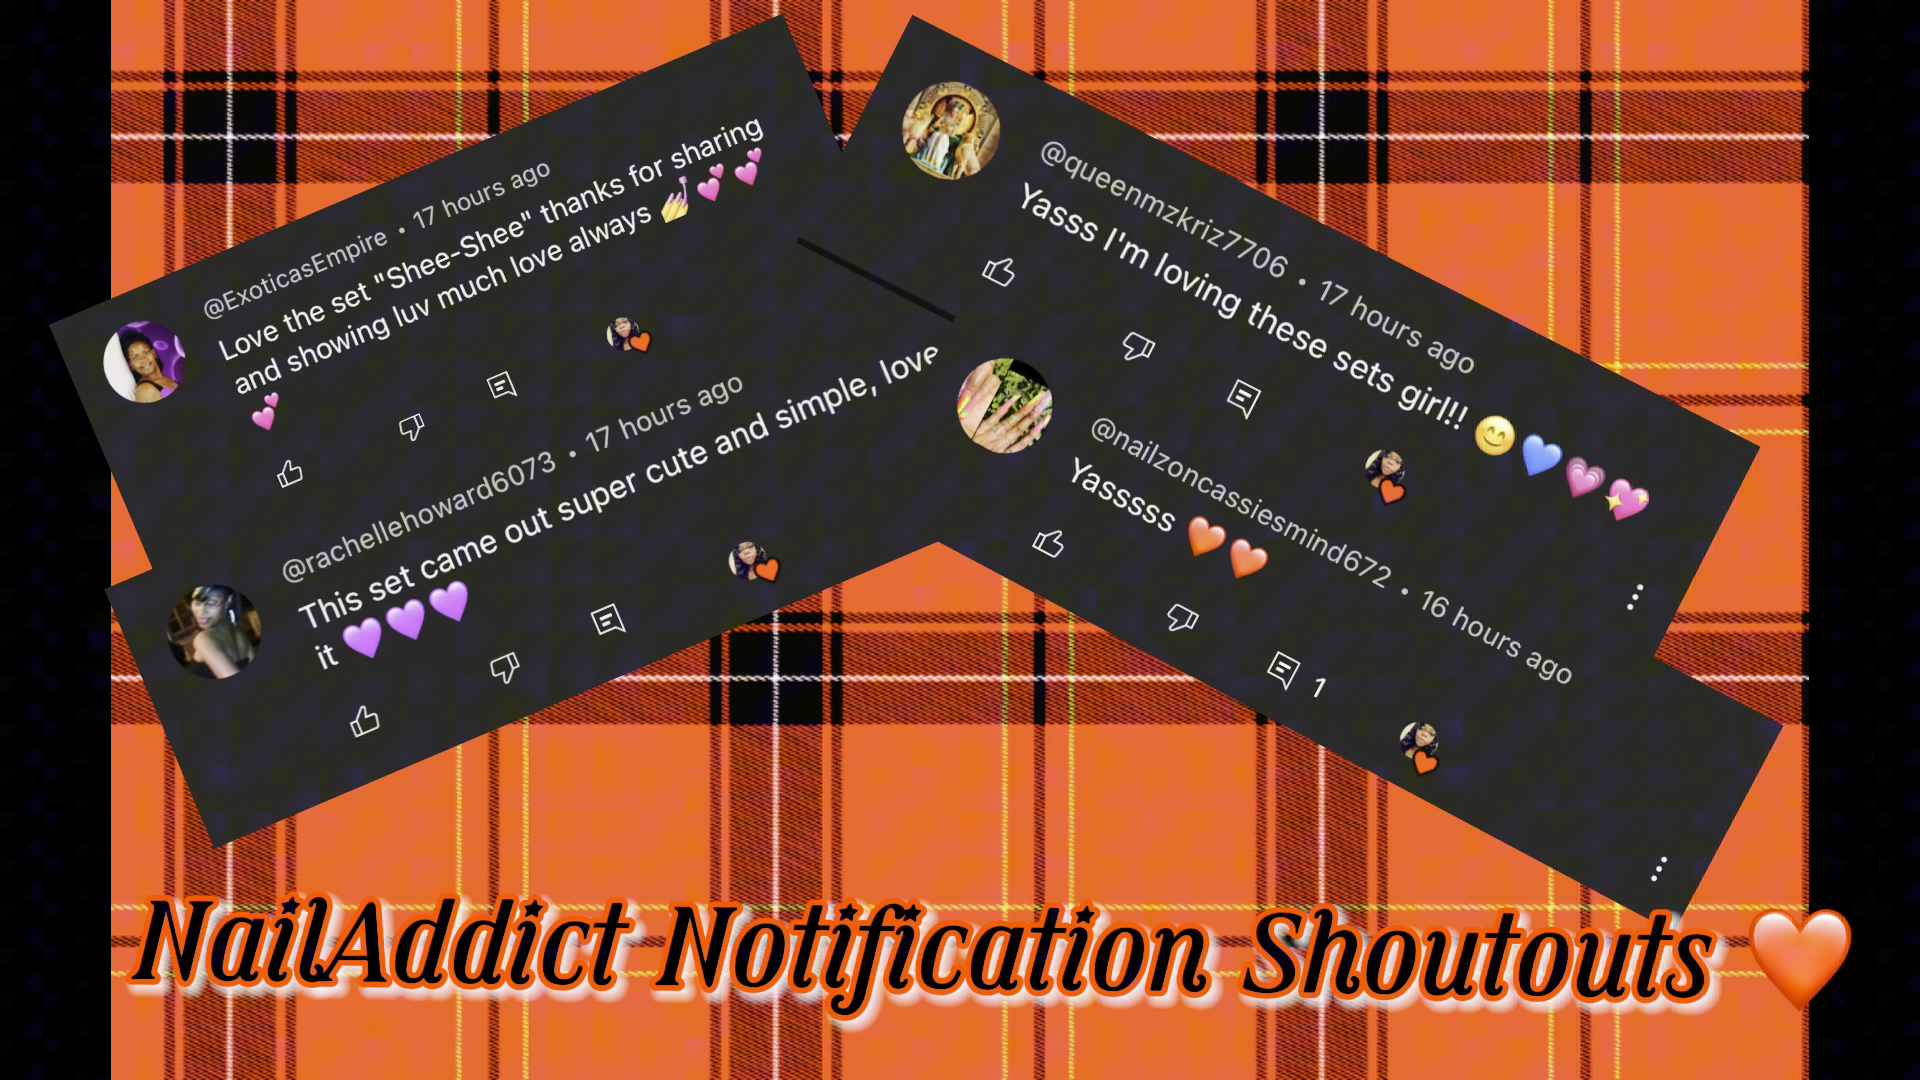 @ExoticasEmpire • 17 hours ago
Love the set "Shee-Shee" thanks for sharing
and showing luv much love always 💅💕💕
💕
@rachellehoward6073 • 17 hours ago
This set came out super cute and simple, love
it 💜💜💜
@queenmzkriz7706 • 17 hours ago
Yasss I'm loving these sets girl!! 😊💙💗💖
@nailzoncassiesmind672 • 16 hours ago
Yassss 🧡🧡
1
NailAddict Notification Shoutouts 🧡